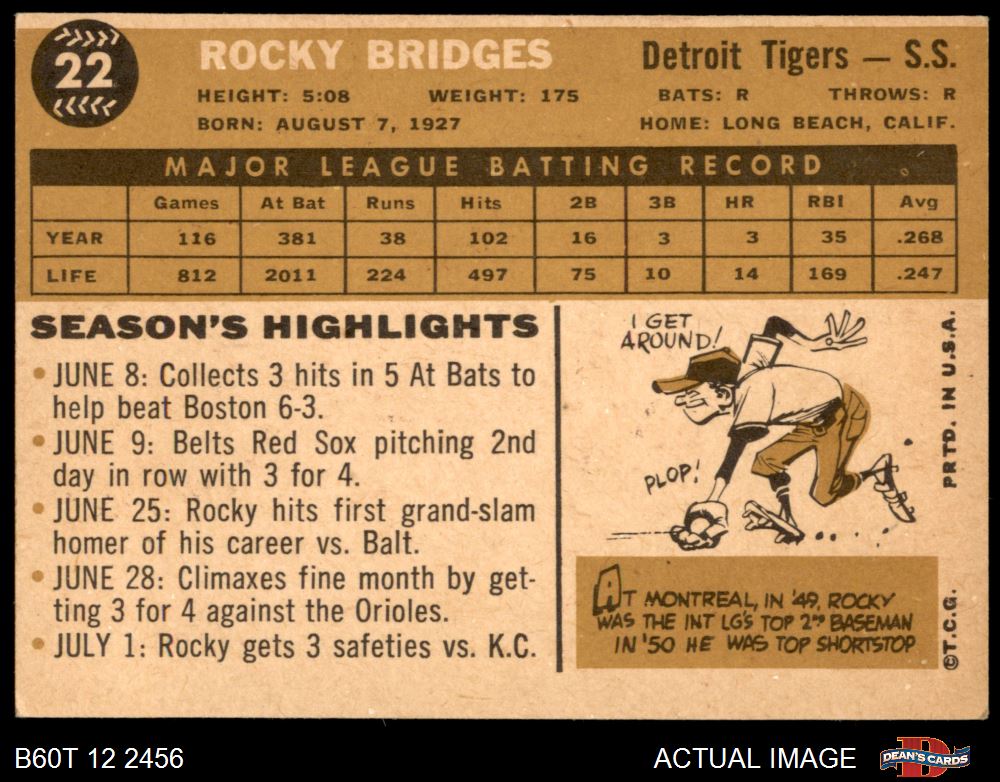 22
ROCKY BRIDGES
Detroit Tigers — S.S.
HEIGHT: 5:08 WEIGHT: 175 BATS: R THROWS: R
BORN: AUGUST 7, 1927 HOME: LONG BEACH, CALIF.
MAJOR LEAGUE BATTING RECORD
Games At Bat Runs Hits 2B 3B HR RBI Avg
YEAR 116 381 38 102 16 3 3 35 .268
LIFE 812 2011 224 497 75 10 14 169 .247
SEASON'S HIGHLIGHTS
• JUNE 8: Collects 3 hits in 5 At Bats to
help beat Boston 6-3.
• JUNE 9: Belts Red Sox pitching 2nd
day in row with 3 for 4.
• JUNE 25: Rocky hits first grand-slam
homer of his career vs. Balt.
• JUNE 28: Climaxes fine month by get-
ting 3 for 4 against the Orioles.
• JULY 1: Rocky gets 3 safeties vs. K.C.
I GET
AROUND!
PLOP!
AT MONTREAL, IN '49, ROCKY
WAS THE INT LG'S TOP 2ND BASEMAN
IN '50 HE WAS TOP SHORTSTOP
PRTD. IN U.S.A.
©T.C.G.
B60T 12 2456
ACTUAL IMAGE
DEAN'S CARDS